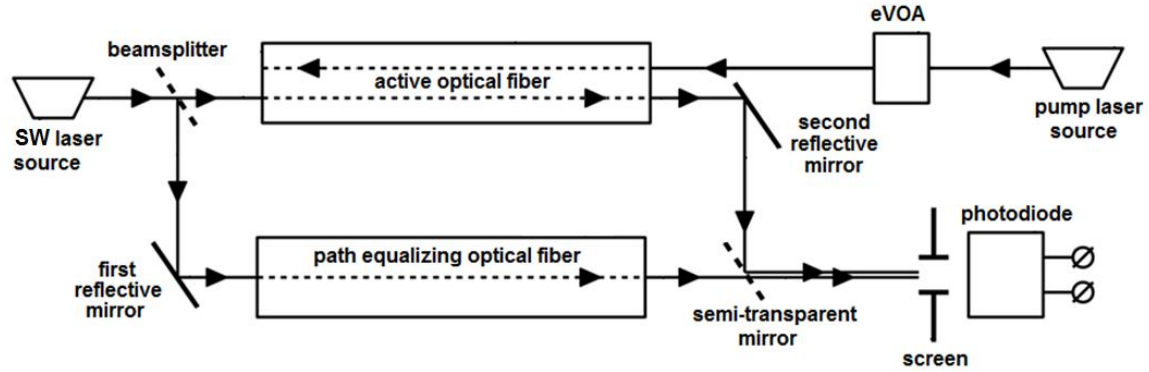 eVOA
beamsplitter
active optical fiber
SW laser
source
second
reflective
mirror
pump laser
source
first
reflective
mirror
path equalizing optical fiber
semi-transparent
mirror
photodiode
screen